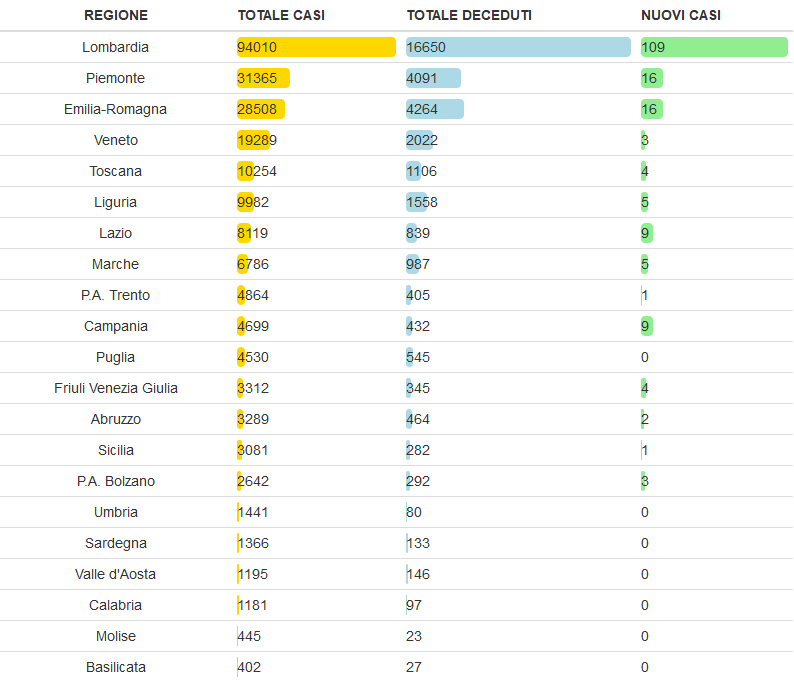 REGIONE TOTALE CASI TOTALE DECEDUTI NUOVI CASI
Lombardia 94010 16650 109
Piemonte 31365 4091 16
Emilia-Romagna 28508 4264 16
Veneto 19289 2022 3
Toscana 10254 1106 4
Liguria 9982 1558 5
Lazio 8119 839 9
Marche 6786 987 5
P.A. Trento 4864 405 1
Campania 4699 432 9
Puglia 4530 545 0
Friuli Venezia Giulia 3312 345 4
Abruzzo 3289 464 2
Sicilia 3081 282 1
P.A. Bolzano 2642 292 3
Umbria 1441 80 0
Sardegna 1366 133 0
Valle d'Aosta 1195 146 0
Calabria 1181 97 0
Molise 445 23 0
Basilicata 402 27 0